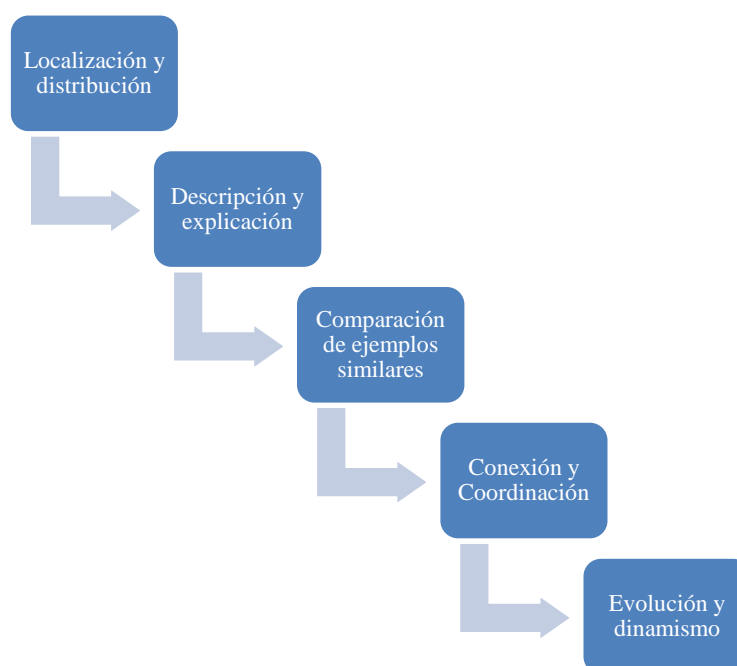 Localización y
distribución
Descripción y
explicación
Comparación
de ejemplos
similares
Conexión y
Coordinación
Evolución y
dinamismo